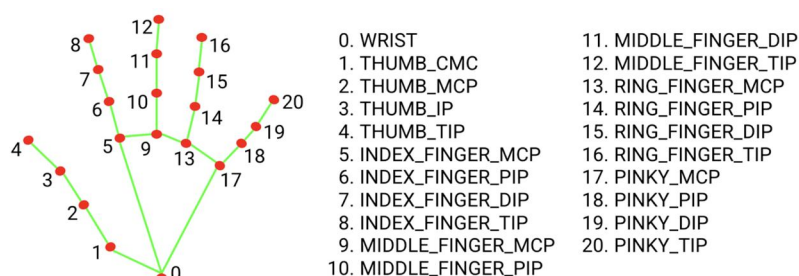 12
8
16
11
7
15
6
10
20
14
19
4
5
9
13
18
3
17
2
1
0
0. WRIST
1. THUMB_CMC
2. THUMB_MCP
3. THUMB_IP
4. THUMB_TIP
5. INDEX_FINGER_MCP
6. INDEX_FINGER_PIP
7. INDEX_FINGER_DIP
8. INDEX_FINGER_TIP
9. MIDDLE_FINGER_MCP
10. MIDDLE_FINGER_PIP
11. MIDDLE_FINGER_DIP
12. MIDDLE_FINGER_TIP
13. RING_FINGER_MCP
14. RING_FINGER_PIP
15. RING_FINGER_DIP
16. RING_FINGER_TIP
17. PINKY_MCP
18. PINKY_PIP
19. PINKY_DIP
20. PINKY_TIP